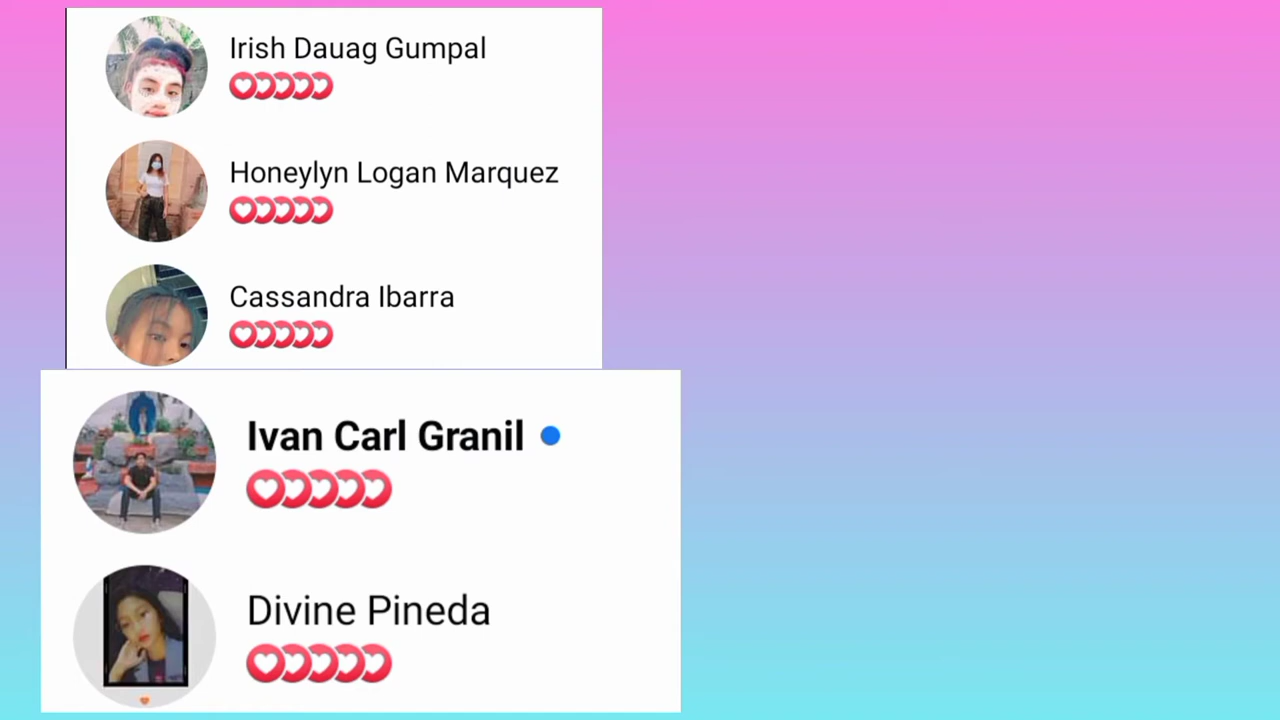 Irish Dauag Gumpal
Honeylyn Logan Marquez
Cassandra Ibarra
Ivan Carl Granil
Divine Pineda